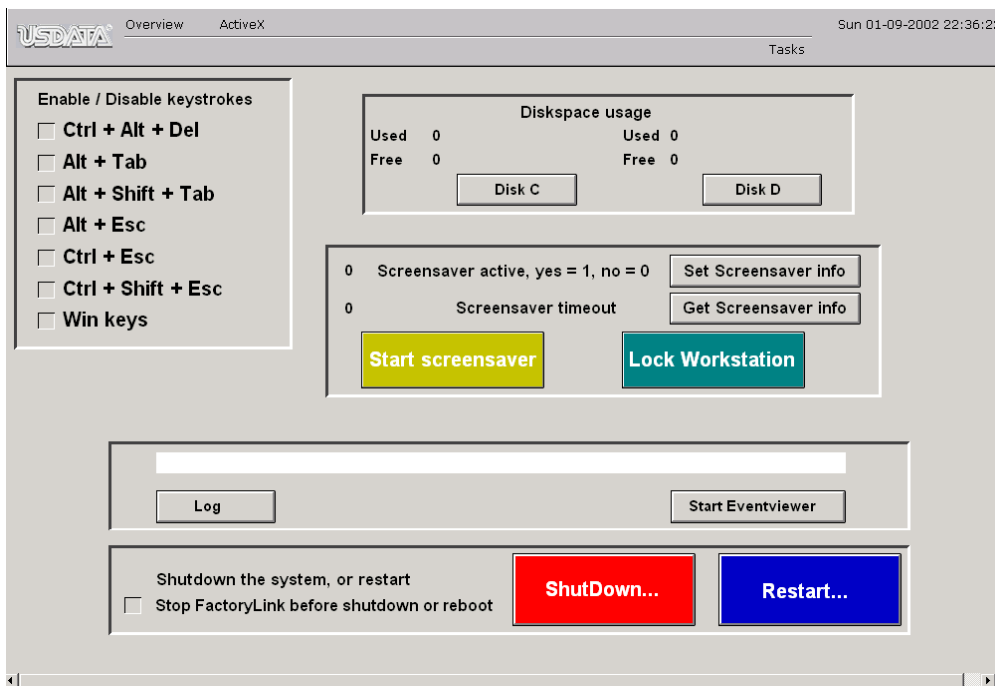 USDATA Overview ActiveX Sun 01-09-2002 22:36:2
Tasks
Enable / Disable keystrokes
Ctrl + Alt + Del
Alt + Tab
Alt + Shift + Tab
Alt + Esc
Ctrl + Esc
Ctrl + Shift + Esc
Win keys
Diskspace usage
Used 0 Used 0
Free 0 Free 0
Disk C Disk D
0 Screensaver active, yes = 1, no = 0 Set Screensaver info
0 Screensaver timeout Get Screensaver info
Start screensaver Lock Workstation
Log Start Eventviewer
Shutdown the system, or restart
Stop FactoryLink before shutdown or reboot
ShutDown... Restart...